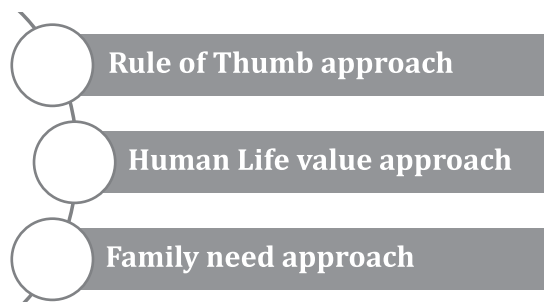 Rule of Thumb approach
Human Life value approach
Family need approach